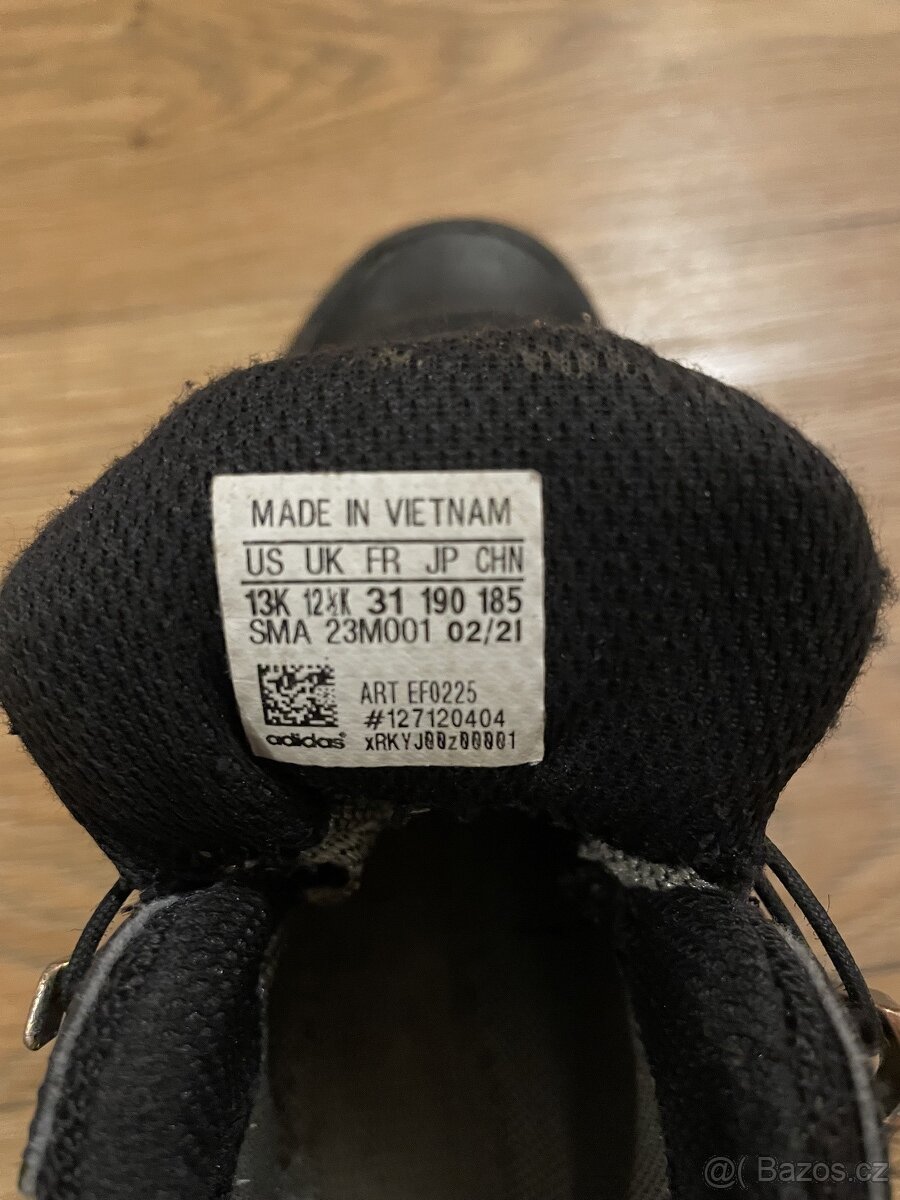 MADE IN VIETNAM
US UK FR JP CHN
13K 12½K 31 190 185
SMA 23M001 02/21
ART EF0225
#127120404
adidas® xRKYJ00z00001
@( Bazos.cz